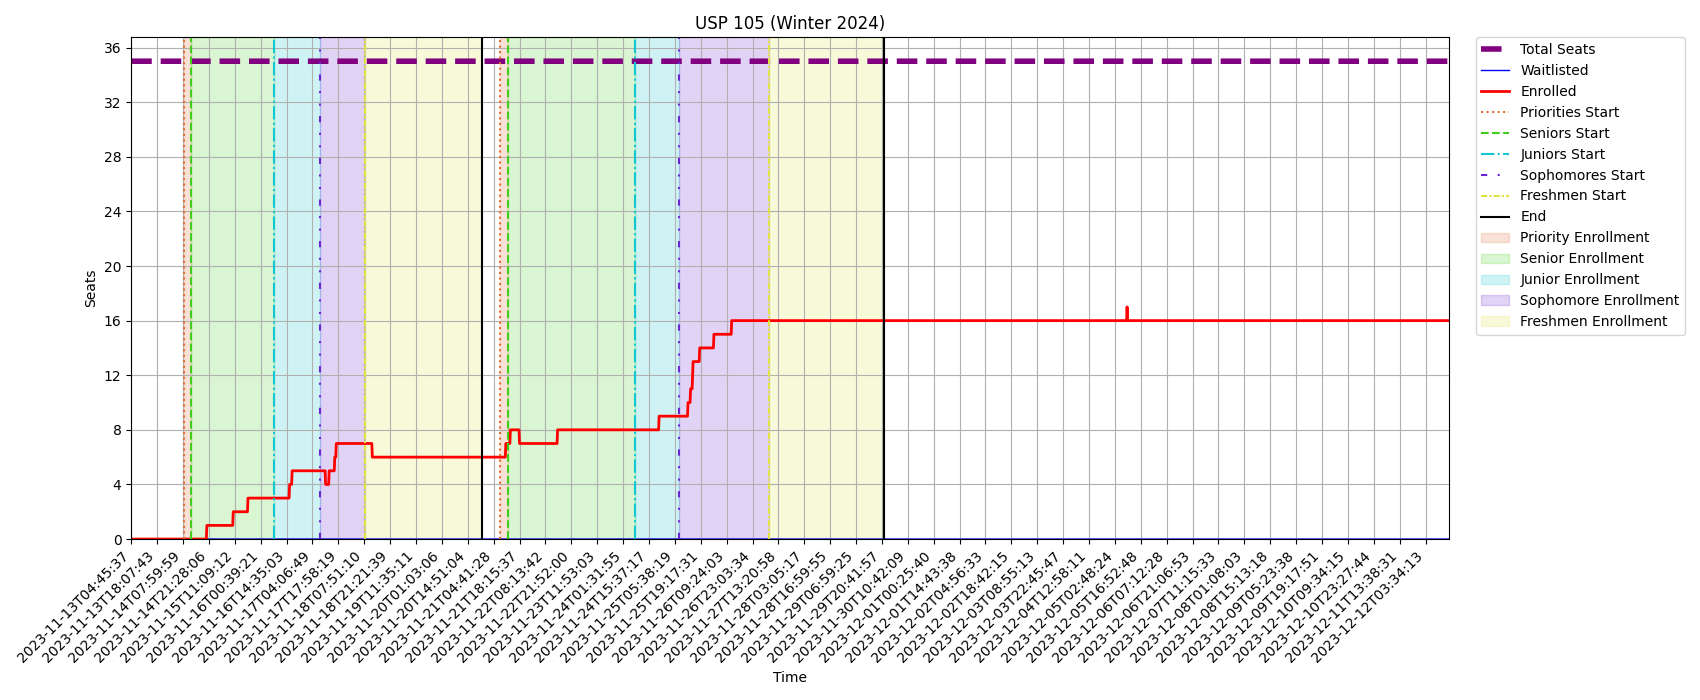 USP 105 (Winter 2024)
36
32
28
24
20
16
12
8
4
0
Seats
2023-11-13T04:45:37
2023-11-13T18:07:43
2023-11-14T07:59:59
2023-11-14T21:28:06
2023-11-15T11:09:12
2023-11-16T00:39:21
2023-11-16T14:35:03
2023-11-17T04:06:49
2023-11-17T17:58:19
2023-11-18T07:51:10
2023-11-18T21:21:39
2023-11-19T11:35:11
2023-11-20T01:03:06
2023-11-20T14:51:04
2023-11-21T04:41:28
2023-11-21T18:15:37
2023-11-22T08:13:42
2023-11-22T21:52:00
2023-11-23T11:53:03
2023-11-24T01:31:55
2023-11-24T15:37:17
2023-11-25T05:38:19
2023-11-25T19:17:31
2023-11-26T09:24:03
2023-11-26T23:03:34
2023-11-27T13:20:58
2023-11-28T03:05:17
2023-11-28T16:59:55
2023-11-29T06:59:25
2023-11-29T20:41:57
2023-11-30T10:42:09
2023-12-01T00:25:40
2023-12-01T14:43:38
2023-12-02T04:56:33
2023-12-02T18:42:15
2023-12-03T08:55:13
2023-12-03T22:45:47
2023-12-04T12:58:11
2023-12-05T02:48:24
2023-12-05T16:52:48
2023-12-06T07:12:28
2023-12-06T21:06:53
2023-12-07T11:15:33
2023-12-08T01:08:03
2023-12-08T15:13:18
2023-12-09T05:23:38
2023-12-09T19:17:51
2023-12-10T09:34:15
2023-12-10T23:27:44
2023-12-11T13:38:31
2023-12-12T03:34:13
Time
Total Seats
Waitlisted
Enrolled
Priorities Start
Seniors Start
Juniors Start
Sophomores Start
Freshmen Start
End
Priority Enrollment
Senior Enrollment
Junior Enrollment
Sophomore Enrollment
Freshmen Enrollment